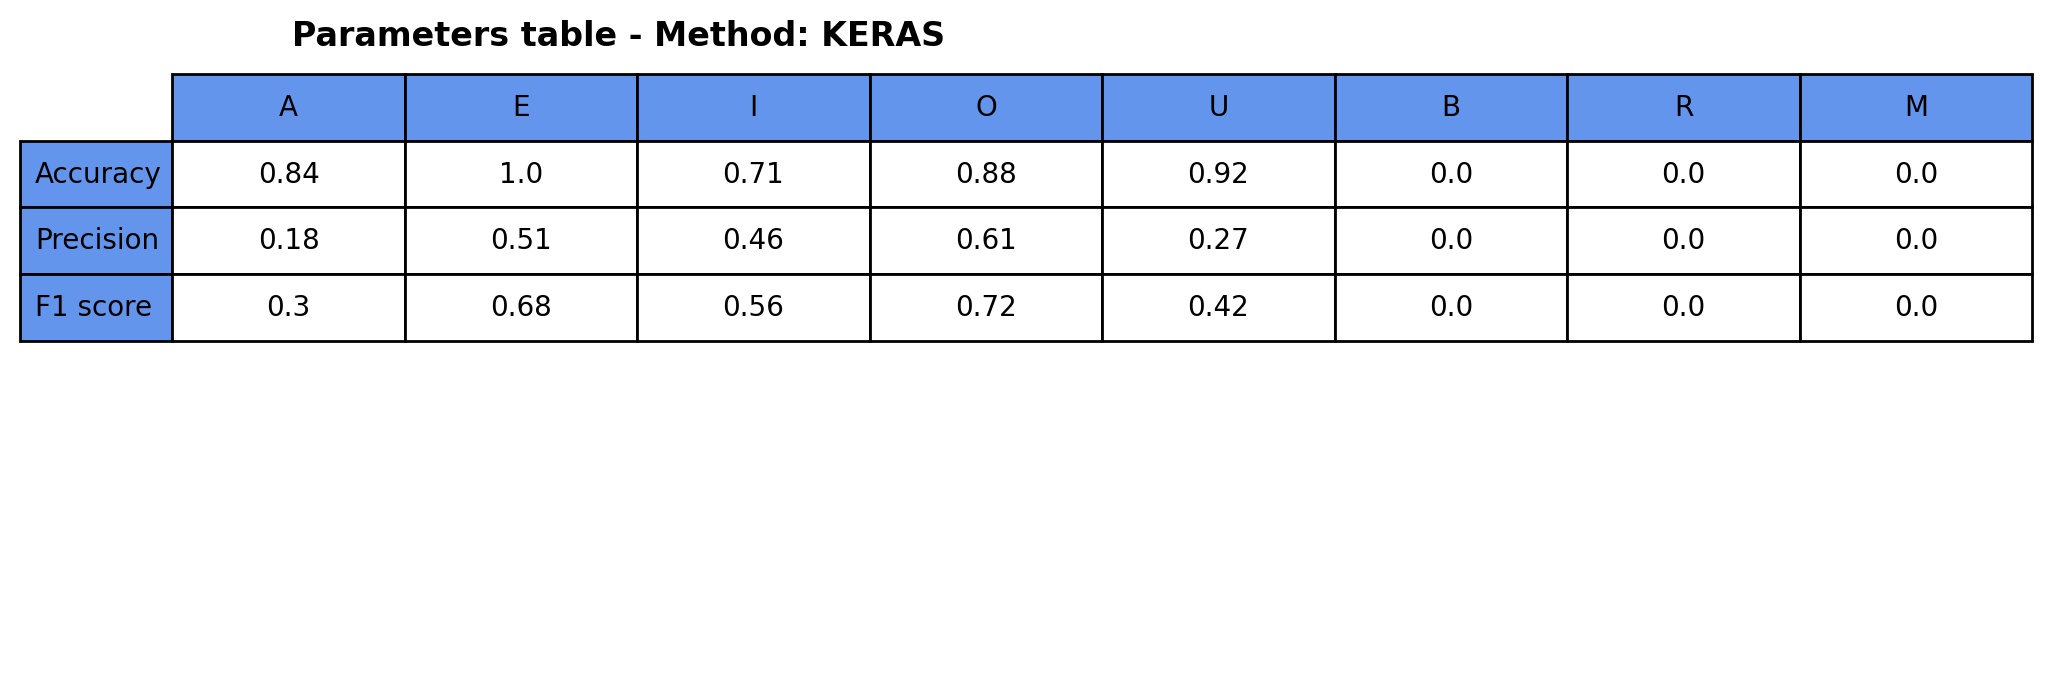 Parameters table - Method: KERAS
A E I O U B R M
Accuracy 0.84 1.0 0.71 0.88 0.92 0.0 0.0 0.0
Precision 0.18 0.51 0.46 0.61 0.27 0.0 0.0 0.0
F1 score 0.3 0.68 0.56 0.72 0.42 0.0 0.0 0.0